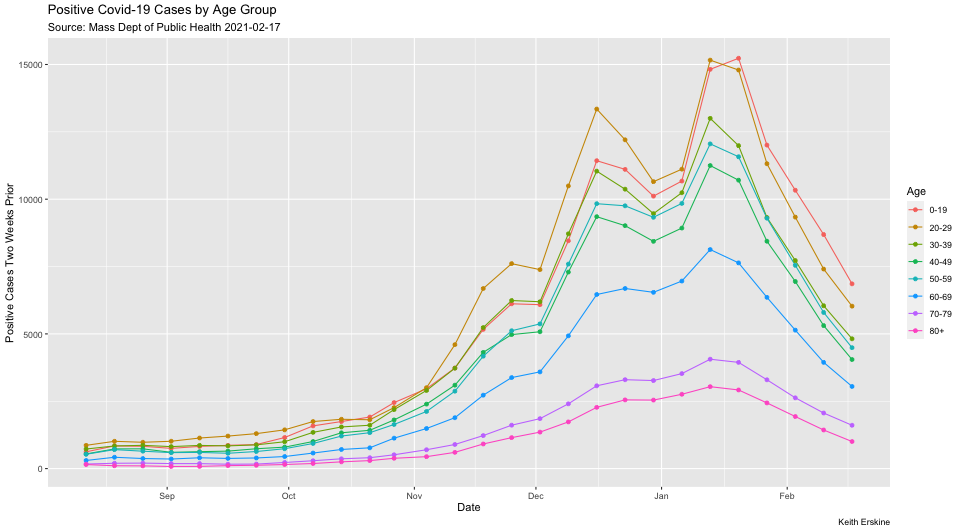 Positive Covid-19 Cases by Age Group
Source: Mass Dept of Public Health 2021-02-17
Positive Cases Two Weeks Prior
15000
10000
5000
0
Sep
Oct
Nov
Dec
Jan
Feb
Date
Age
0-19
20-29
30-39
40-49
50-59
60-69
70-79
80+
Keith Erskine